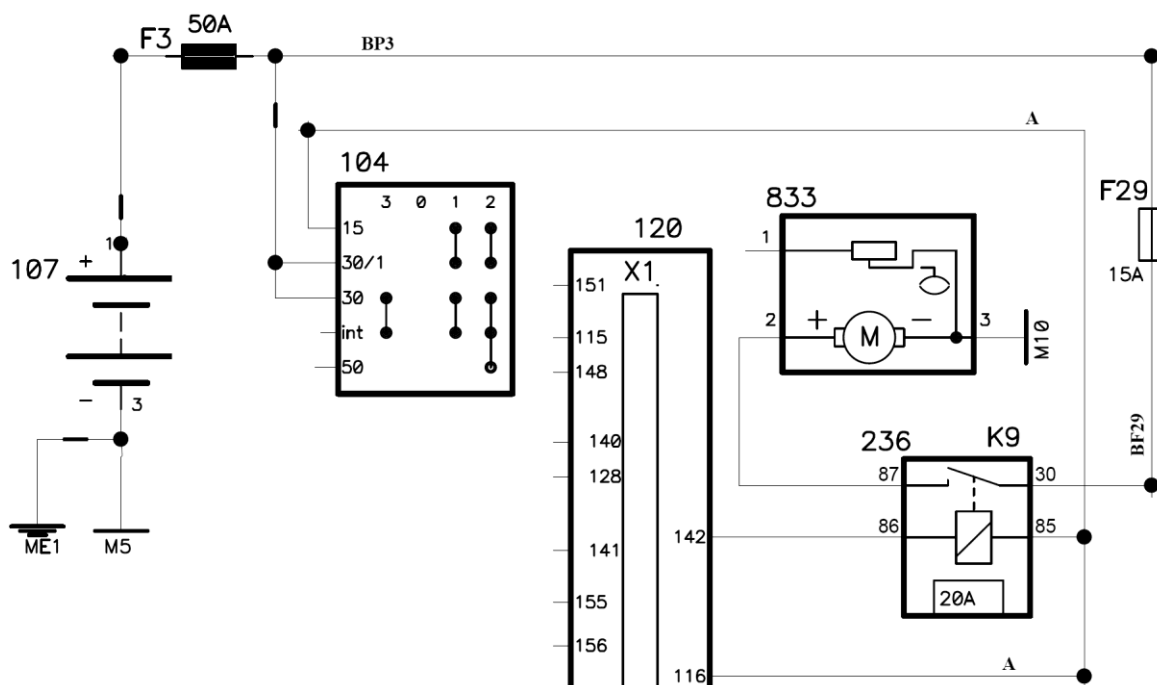 F3 50A
BP3
A
104
3 0 1 2
15
30/1
30
int
50
107
1
+
-
3
ME1
M5
120
X1
151
115
148
140
128
141
155
156
142
116
833
1
2
+ M -
3
M10
F29
15A
BF29
236 K9
87 30
86 85
20A
A